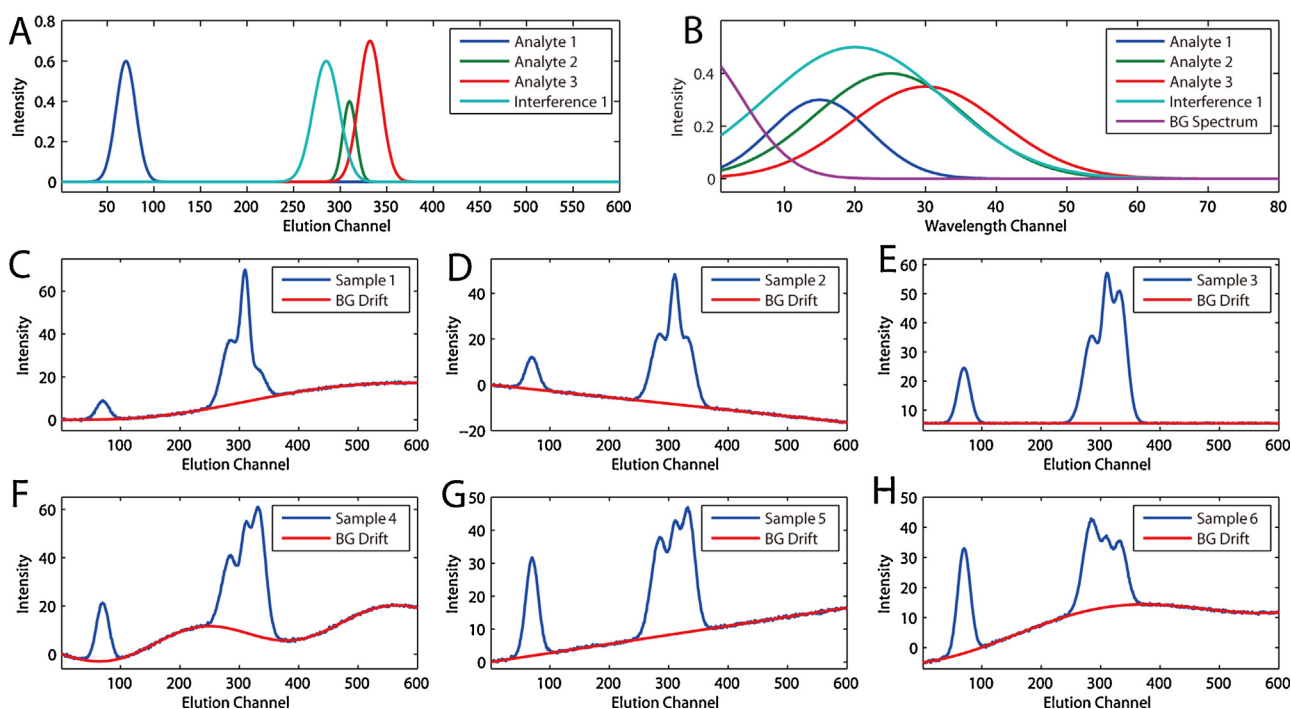 A
Intensity
0.8
0.6
0.4
0.2
0
Analyte 1
Analyte 2
Analyte 3
Interference 1
50 100 150 200 250 300 350 400 450 500 550 600
Elution Channel
B
Intensity
0.4
0.2
0
Analyte 1
Analyte 2
Analyte 3
Interference 1
BG Spectrum
10 20 30 40 50 60 70 80
Wavelength Channel
C
Intensity
60
40
20
0
Sample 1
BG Drift
100 200 300 400 500 600
Elution Channel
D
Intensity
40
20
0
−20
Sample 2
BG Drift
100 200 300 400 500 600
Elution Channel
E
Intensity
60
50
40
30
20
10
Sample 3
BG Drift
100 200 300 400 500 600
Elution Channel
F
Intensity
60
40
20
0
Sample 4
BG Drift
100 200 300 400 500 600
Elution Channel
G
Intensity
50
40
30
20
10
0
Sample 5
BG Drift
100 200 300 400 500 600
Elution Channel
H
Intensity
50
40
30
20
10
0
Sample 6
BG Drift
100 200 300 400 500 600
Elution Channel